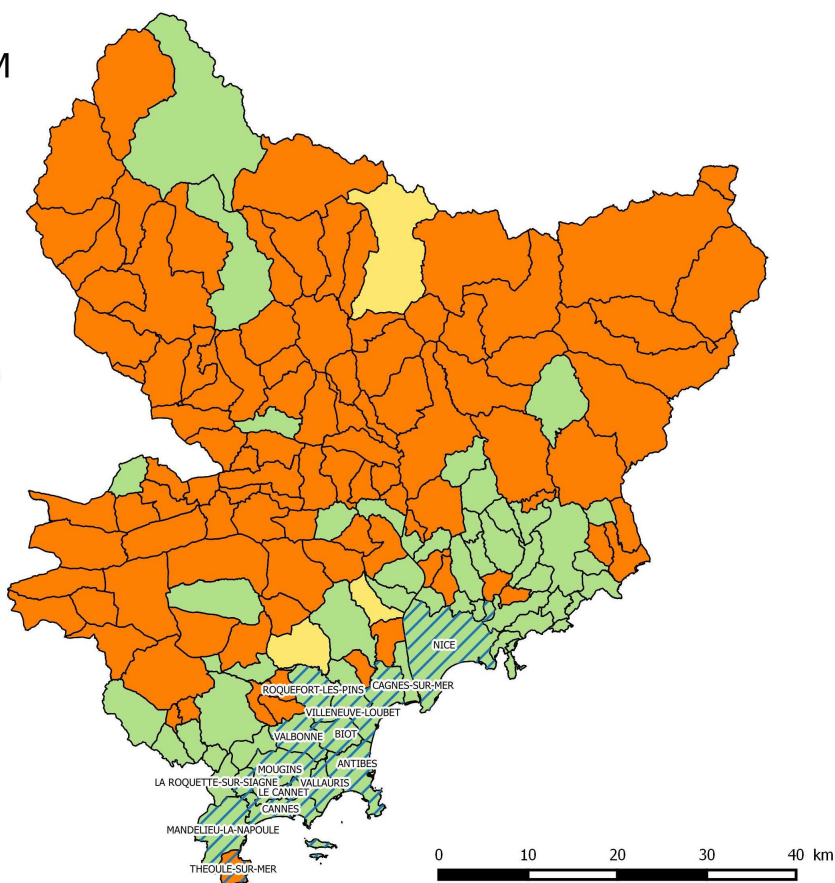 M
NICE
ROQUEFORT-LES-PINS
CAGNES-SUR-MER
VILLENEUVE-LOUBET
VALBONNE
BIOT
ANTIBES
MOUGINS
LA ROQUETTE-SUR-SIAGNE
VALLAURIS
LE CANNET
CANNES
MANDELIEU-LA-NAPOULE
THEOULE-SUR-MER
0 10 20 30 40 km